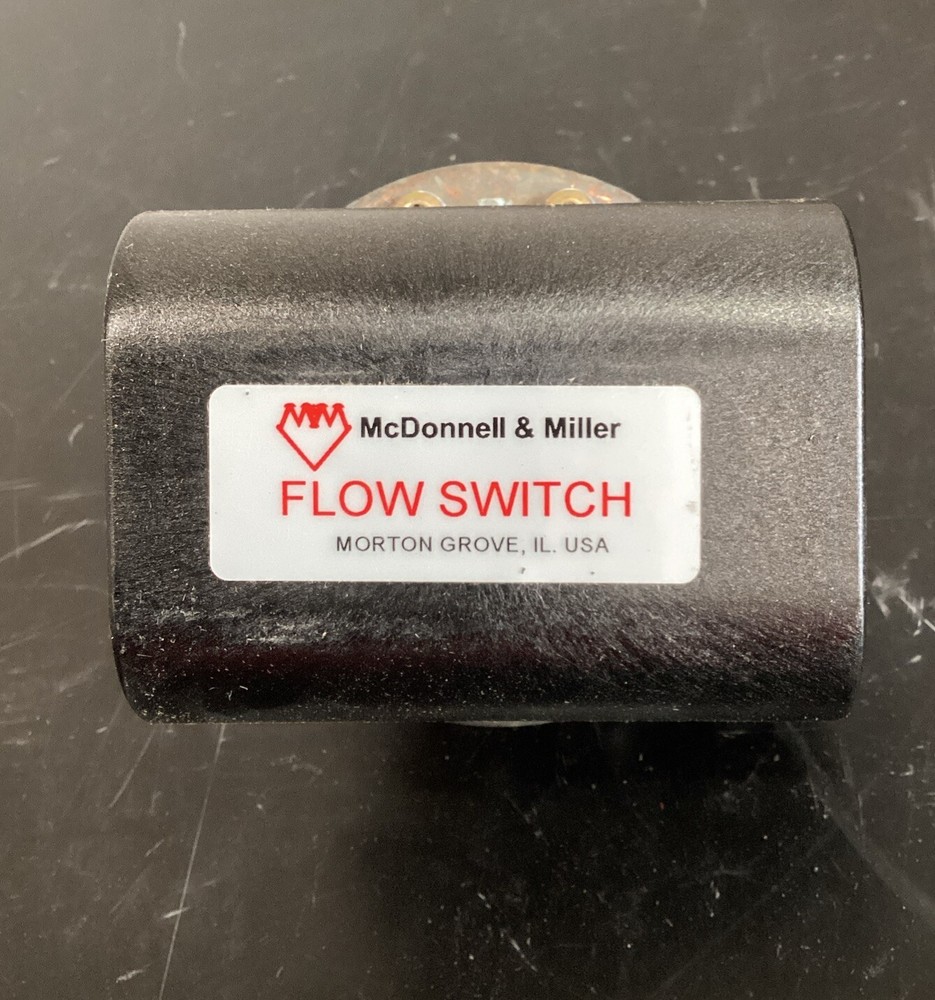 McDonnell & Miller
FLOW SWITCH
MORTON GROVE, IL. USA